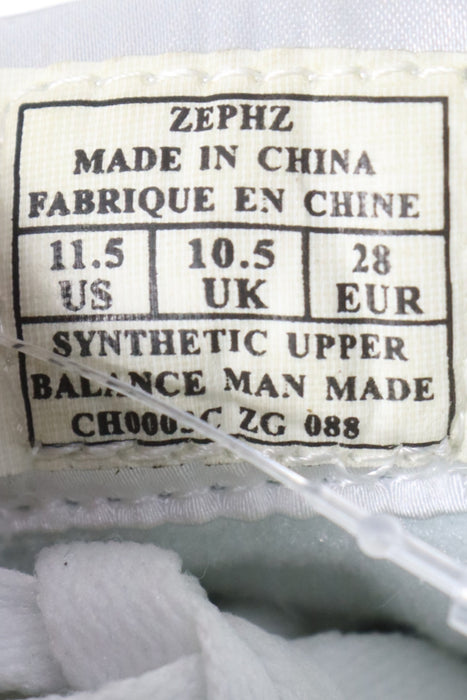 ZEPHZ
MADE IN CHINA
FABRIQUE EN CHINE
11.5 10.5 28
US UK EUR
SYNTHETIC UPPER
BALANCE MAN MADE
ZG 088